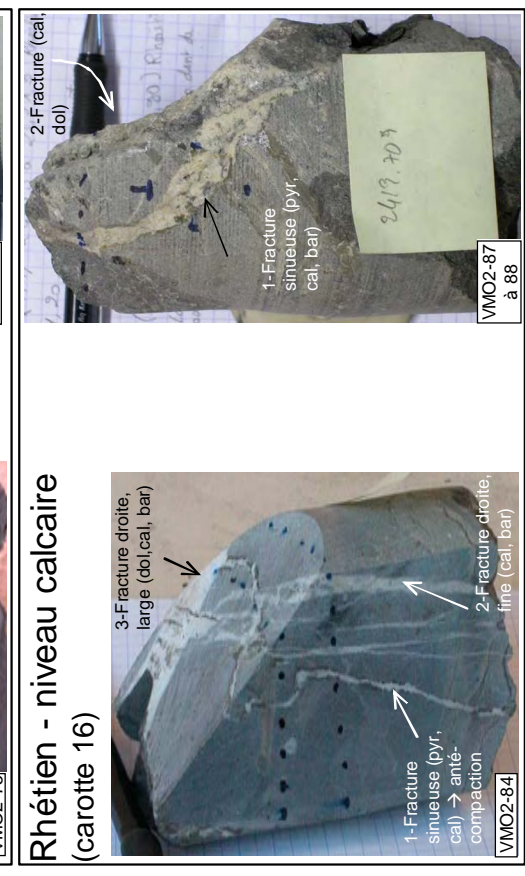 Rhétien - niveau calcaire
(carotte 16)
3-Fracture droite,
large (dol,cal, bar)
2-Fracture droite,
fine (cal, bar)
1-Fracture
sinueuse (pyr,
cal) → anté-
compaction
VMO2-84
2-Fracture (cal,
dol)
1-Fracture
sinueuse (pyr,
cal, bar)
2419.709
VMO2-87
à 88